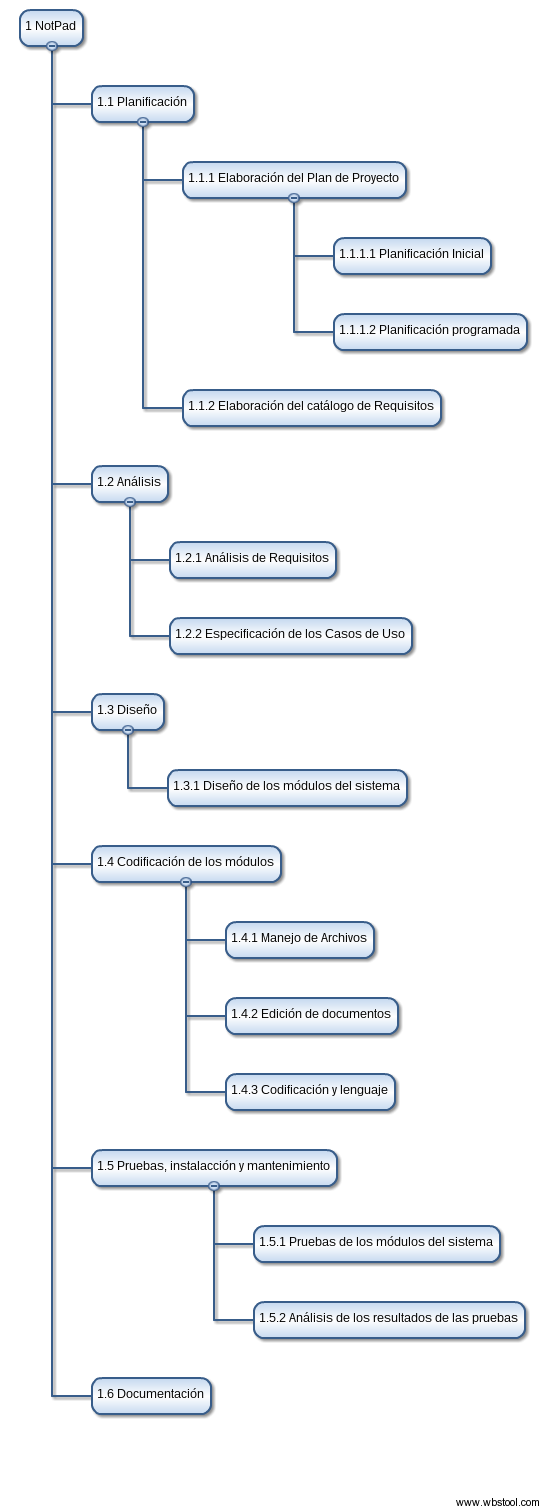 1 NotPad
1.1 Planificación
1.1.1 Elaboración del Plan de Proyecto
1.1.1.1 Planificación Inicial
1.1.1.2 Planificación programada
1.1.2 Elaboración del catálogo de Requisitos
1.2 Análisis
1.2.1 Análisis de Requisitos
1.2.2 Especificación de los Casos de Uso
1.3 Diseño
1.3.1 Diseño de los módulos del sistema
1.4 Codificación de los módulos
1.4.1 Manejo de Archivos
1.4.2 Edición de documentos
1.4.3 Codificación y lenguaje
1.5 Pruebas, instalacción y mantenimiento
1.5.1 Pruebas de los módulos del sistema
1.5.2 Análisis de los resultados de las pruebas
1.6 Documentación
www.wbstool.com